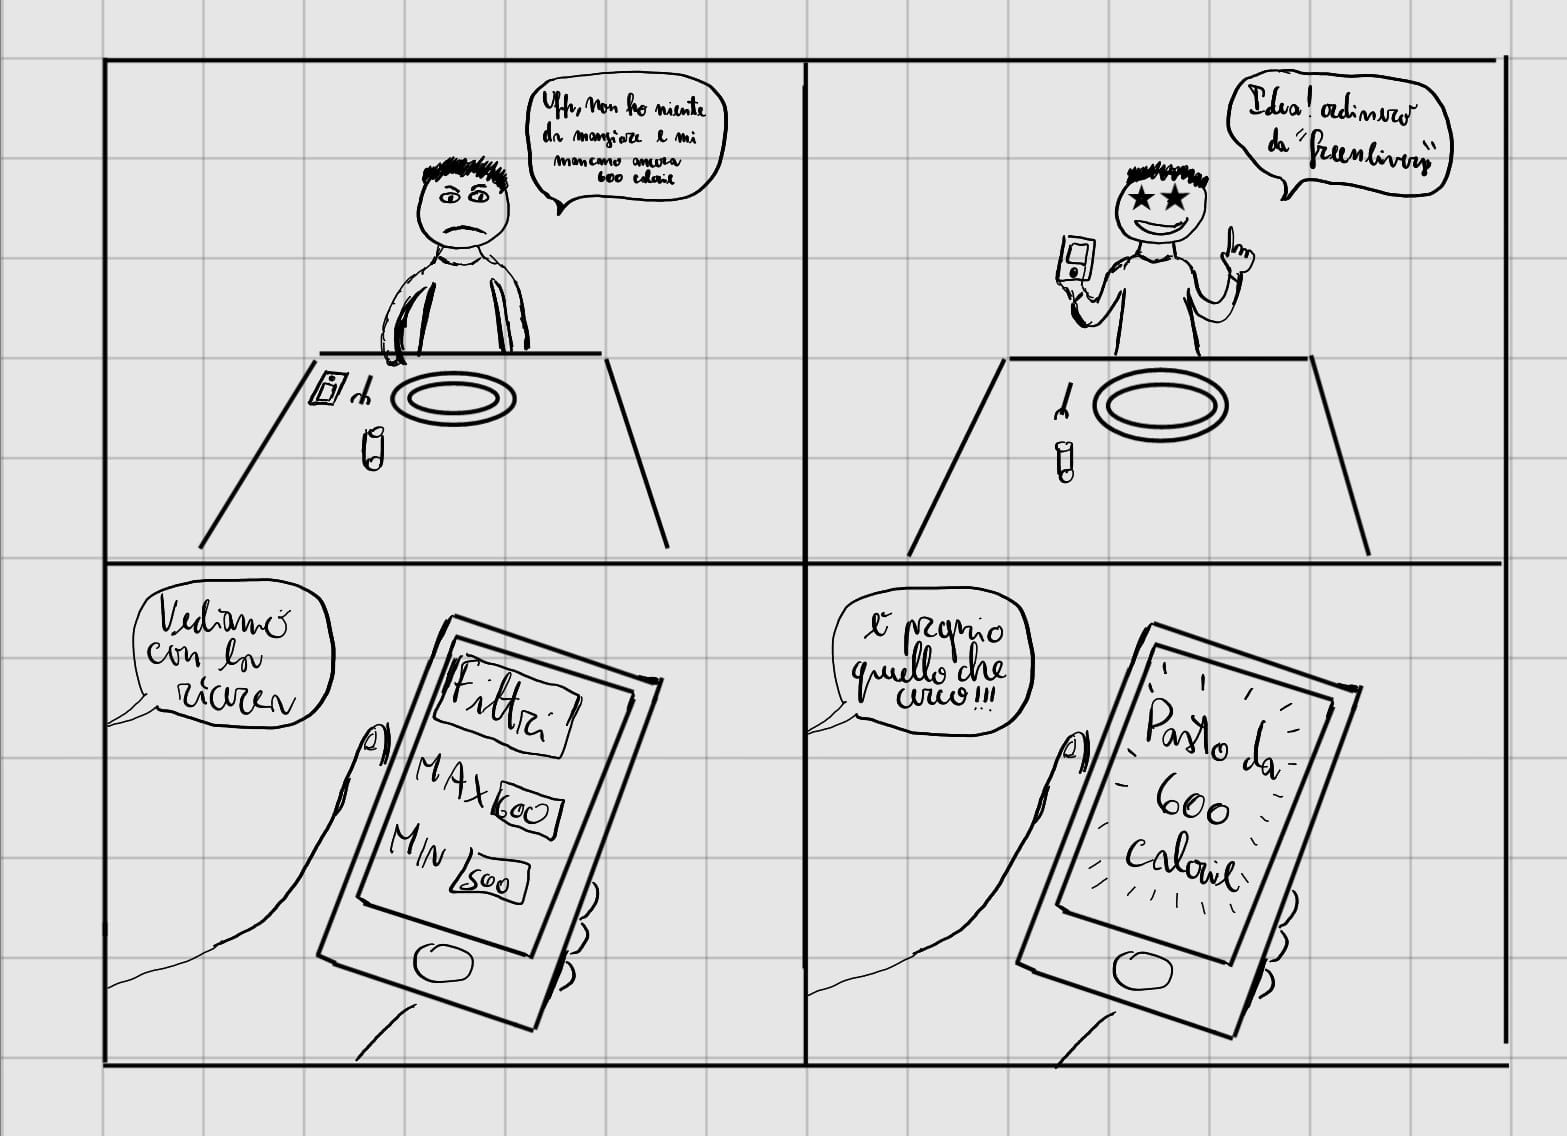 Uff, non ho niente
da mangiare e mi
mancano ancora
600 calorie
Idea! ordinerò
da "Greenlivery"
Vediamo
con la
ricerca
Filtri
MAX 600
MIN 500
è proprio
quello che
cerco!!!
Pasto da
600
calorie